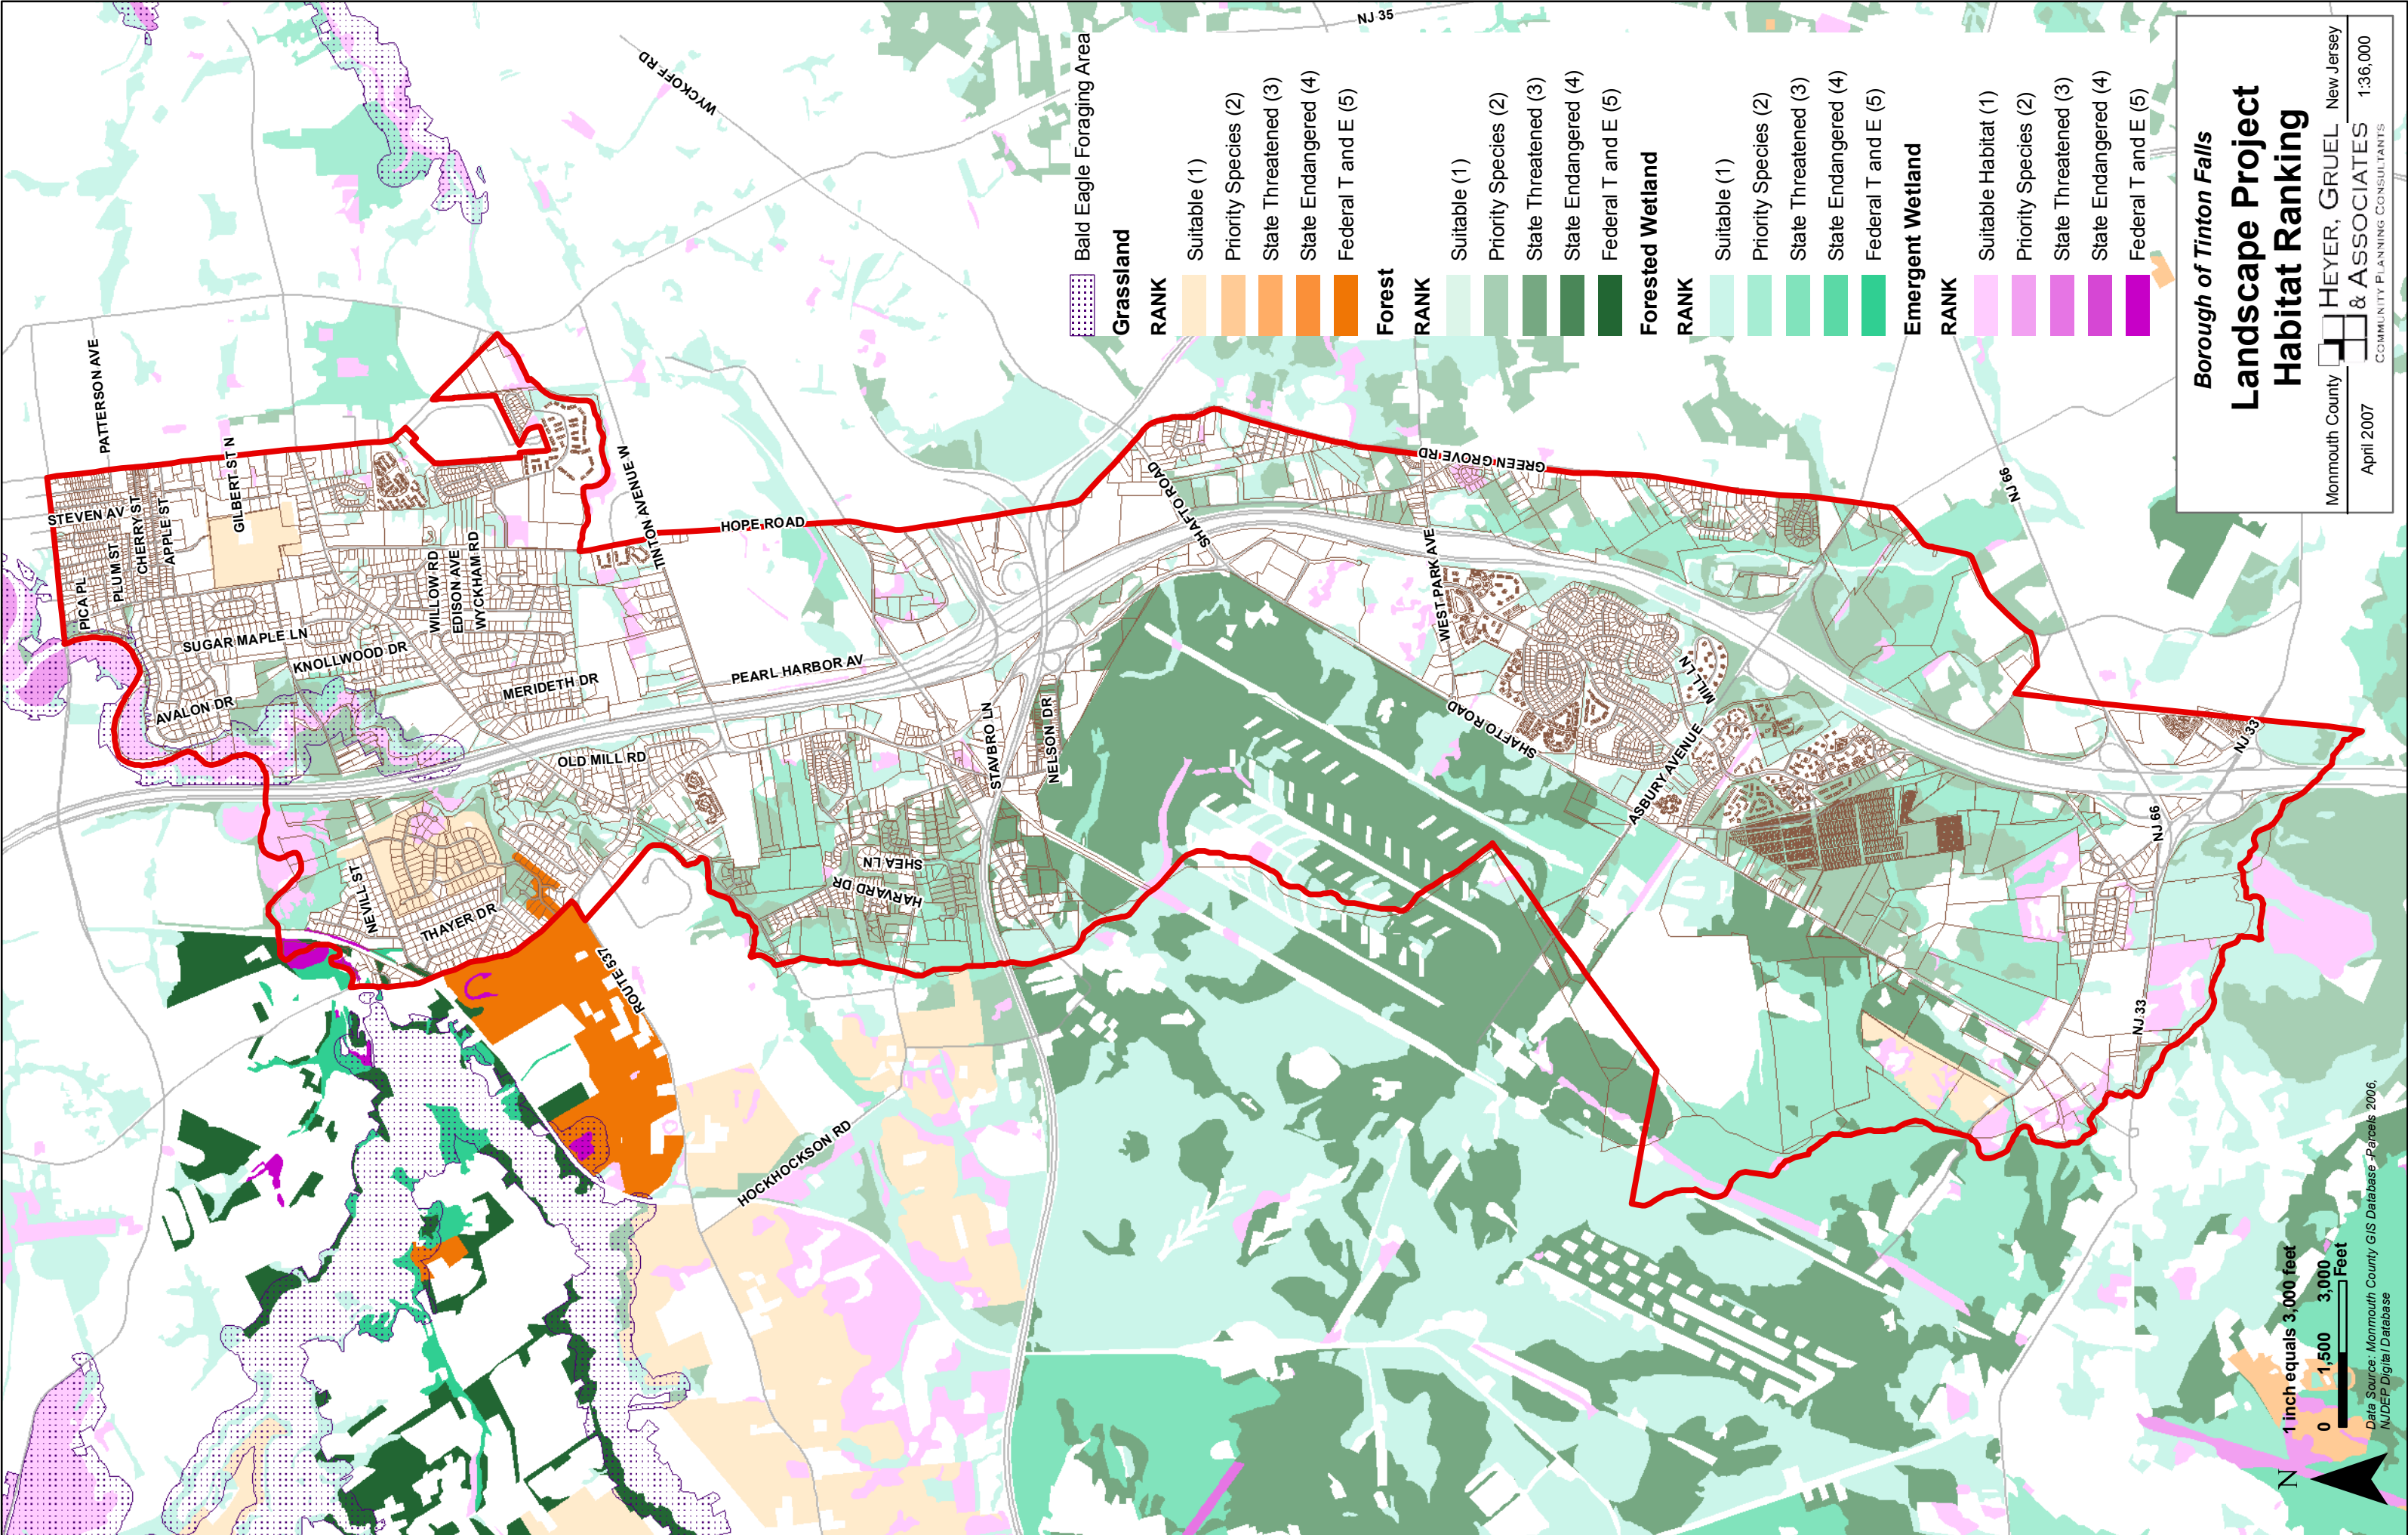 NJ 35
WYCKOFF RD
PATTERSON AVE
STEVEN AV
PICA PL
PLUM ST
CHERRY ST
APPLE ST
GILBERT ST N
SUGAR MAPLE LN
KNOLLWOOD DR
AVALON DR
WILLOW RD
EDISON AVE
WYCKHAM RD
MERIDETH DR
TINTON AVENUE W
HOPE ROAD
PEARL HARBOR AV
OLD MILL RD
NEVILL ST
THAYER DR
ROUTE 537
HOCKHOCKSON RD
SHEA LN
HARVARD DR
STAVBRO LN
NELSON DR
SHAFTO ROAD
GREEN GROVE RD
WEST PARK AVE
SHAFTO ROAD
MILL LN
ASBURY AVENUE
NJ 66
NJ 33
NJ 66
NJ 33
Bald Eagle Foraging Area
Grassland
RANK
Suitable (1)
Priority Species (2)
State Threatened (3)
State Endangered (4)
Federal T and E (5)
Forest
RANK
Suitable (1)
Priority Species (2)
State Threatened (3)
State Endangered (4)
Federal T and E (5)
Forested Wetland
RANK
Suitable (1)
Priority Species (2)
State Threatened (3)
State Endangered (4)
Federal T and E (5)
Emergent Wetland
RANK
Suitable Habitat (1)
Priority Species (2)
State Threatened (3)
State Endangered (4)
Federal T and E (5)
Borough of Tinton Falls
Landscape Project
Habitat Ranking
Monmouth County
HEYER, GRUEL
& ASSOCIATES
COMMUNITY PLANNING CONSULTANTS
New Jersey
April 2007
1:36,000
N
1 inch equals 3,000 feet
0 1,500 3,000
Feet
Data Source: Monmouth County GIS Database -Parcels 2006,
NJDEP Digital Database